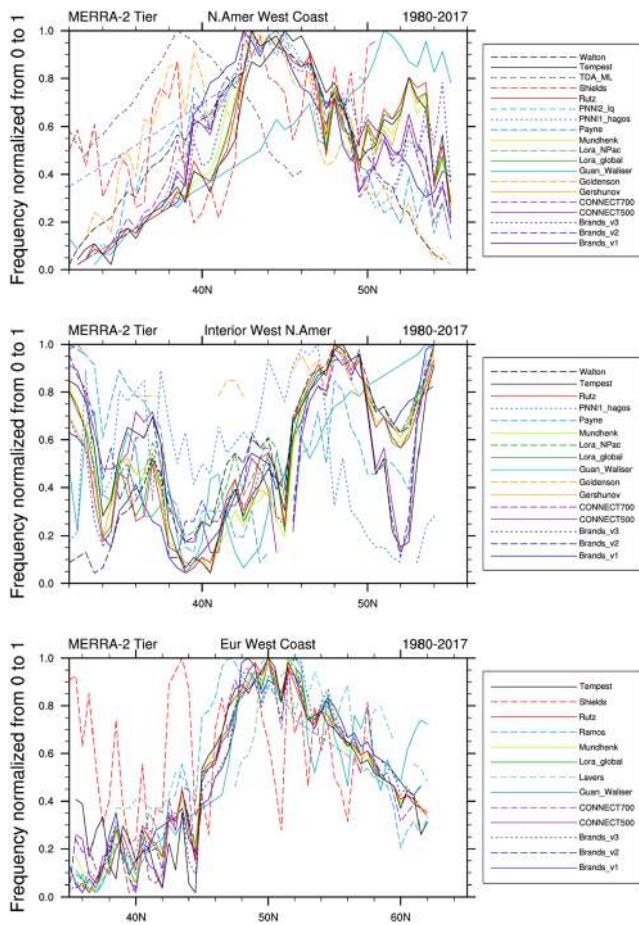 MERRA-2 Tier N.Amer West Coast 1980-2017
Frequency normalized from 0 to 1
1.0
0.8
0.6
0.4
0.2
0.0
40N 50N
Walton
Tempest
TDA_ML
Shields
Rutz
PNNl2_lq
PNNl1_hagos
Payne
Mundhenk
Lora_NPac
Lora_global
Guan_Waliser
Goldenson
Gershunov
CONNECT700
CONNECT500
Brands_v3
Brands_v2
Brands_v1
MERRA-2 Tier Interior West N.Amer 1980-2017
Frequency normalized from 0 to 1
1.0
0.8
0.6
0.4
0.2
0.0
40N 50N
Walton
Tempest
Rutz
PNNl1_hagos
Payne
Mundhenk
Lora_NPac
Lora_global
Guan_Waliser
Goldenson
Gershunov
CONNECT700
CONNECT500
Brands_v3
Brands_v2
Brands_v1
MERRA-2 Tier Eur West Coast 1980-2017
Frequency normalized from 0 to 1
1.0
0.8
0.6
0.4
0.2
0.0
40N 50N 60N
Tempest
Shields
Rutz
Ramos
Mundhenk
Lora_global
Lavers
Guan_Waliser
CONNECT700
CONNECT500
Brands_v3
Brands_v2
Brands_v1